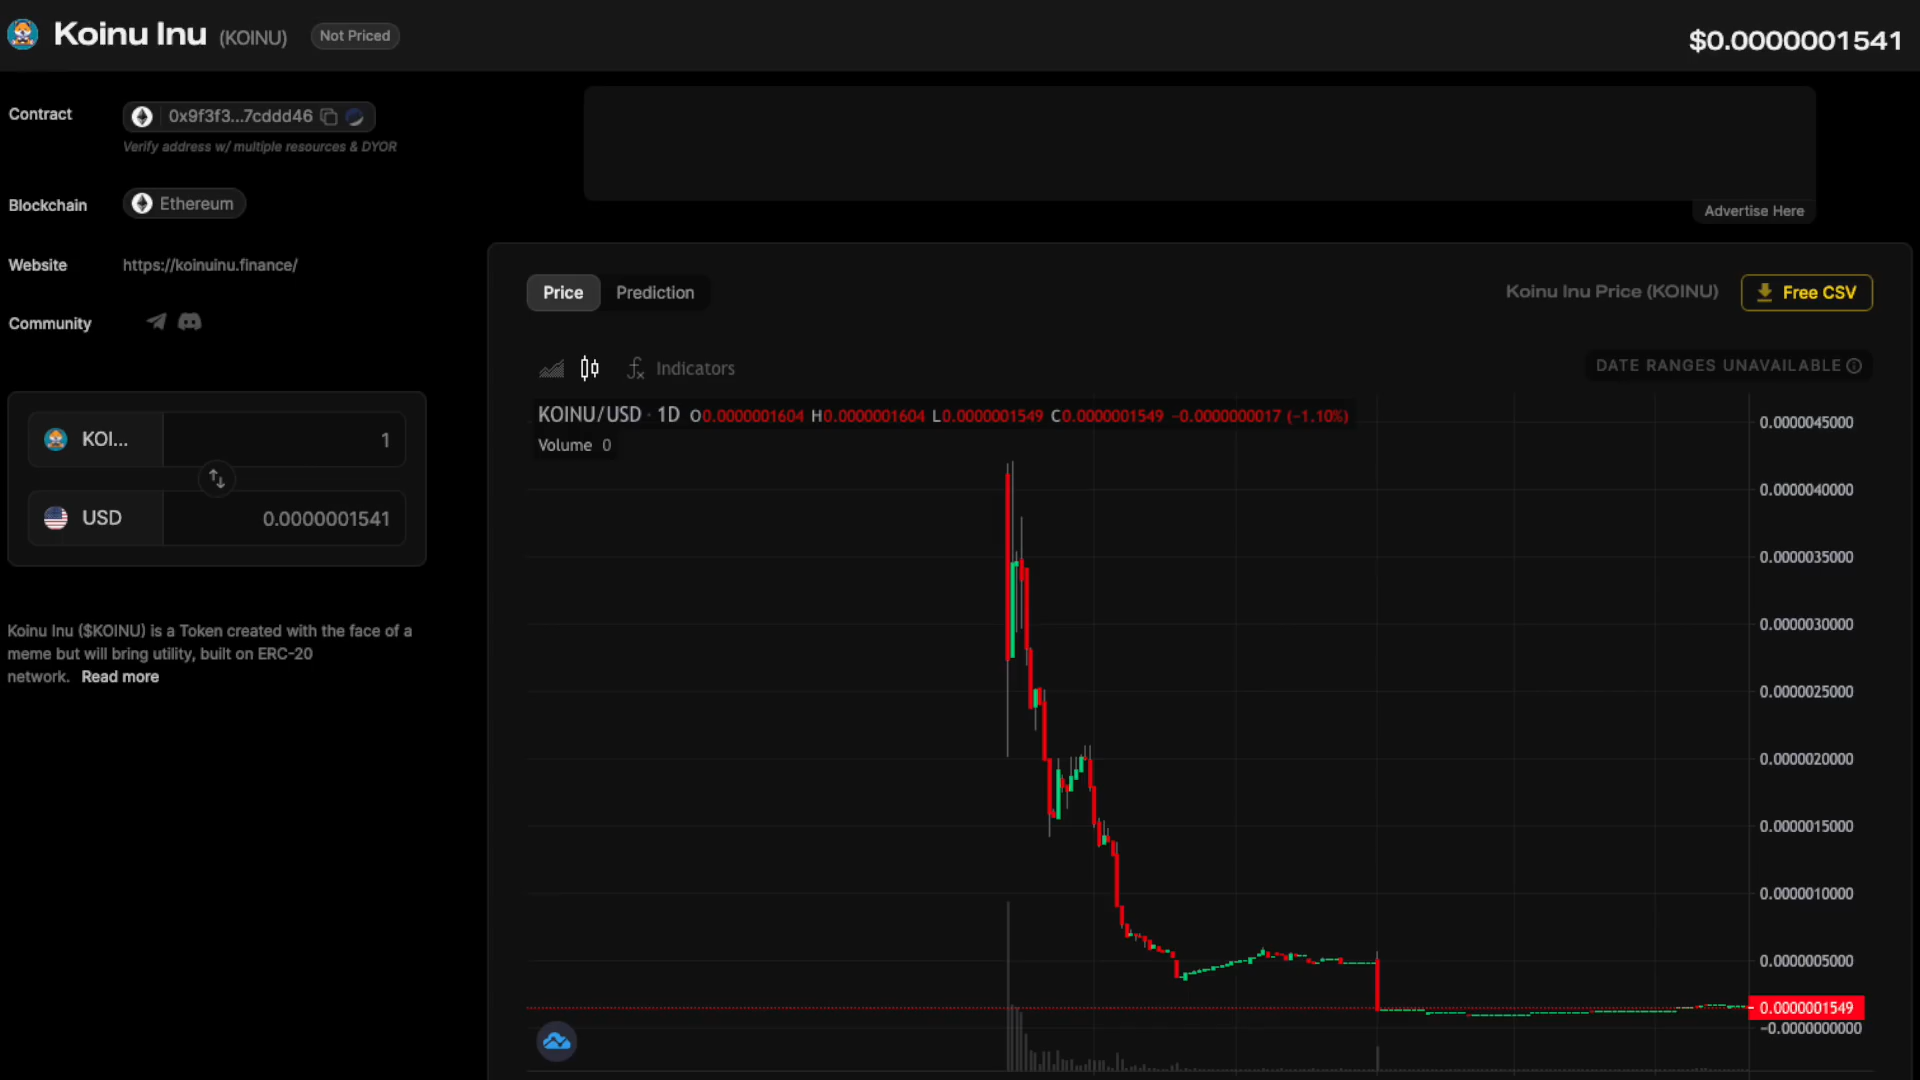 Koinu Inu (KOINU) Not Priced
$0.0000001541
Contract
0x9f3f3...7cddd46
Verify address w/ multiple resources & DYOR
Blockchain
Ethereum
Website
https://koinuinu.finance/
Community
KOI...
1
USD
0.0000001541
Koinu Inu ($KOINU) is a Token created with the face of a
meme but will bring utility, built on ERC-20
network. Read more
Advertise Here
Price Prediction
Koinu Inu Price (KOINU)
Free CSV
Indicators
DATE RANGES UNAVAILABLE
KOINU/USD · 1D O0.0000001604 H0.0000001604 L0.0000001549 C0.0000001549 −0.0000000017 (−1.10%)
Volume 0
0.0000045000
0.0000040000
0.0000035000
0.0000030000
0.0000025000
0.0000020000
0.0000015000
0.0000010000
0.0000005000
0.0000001549
−0.0000000000